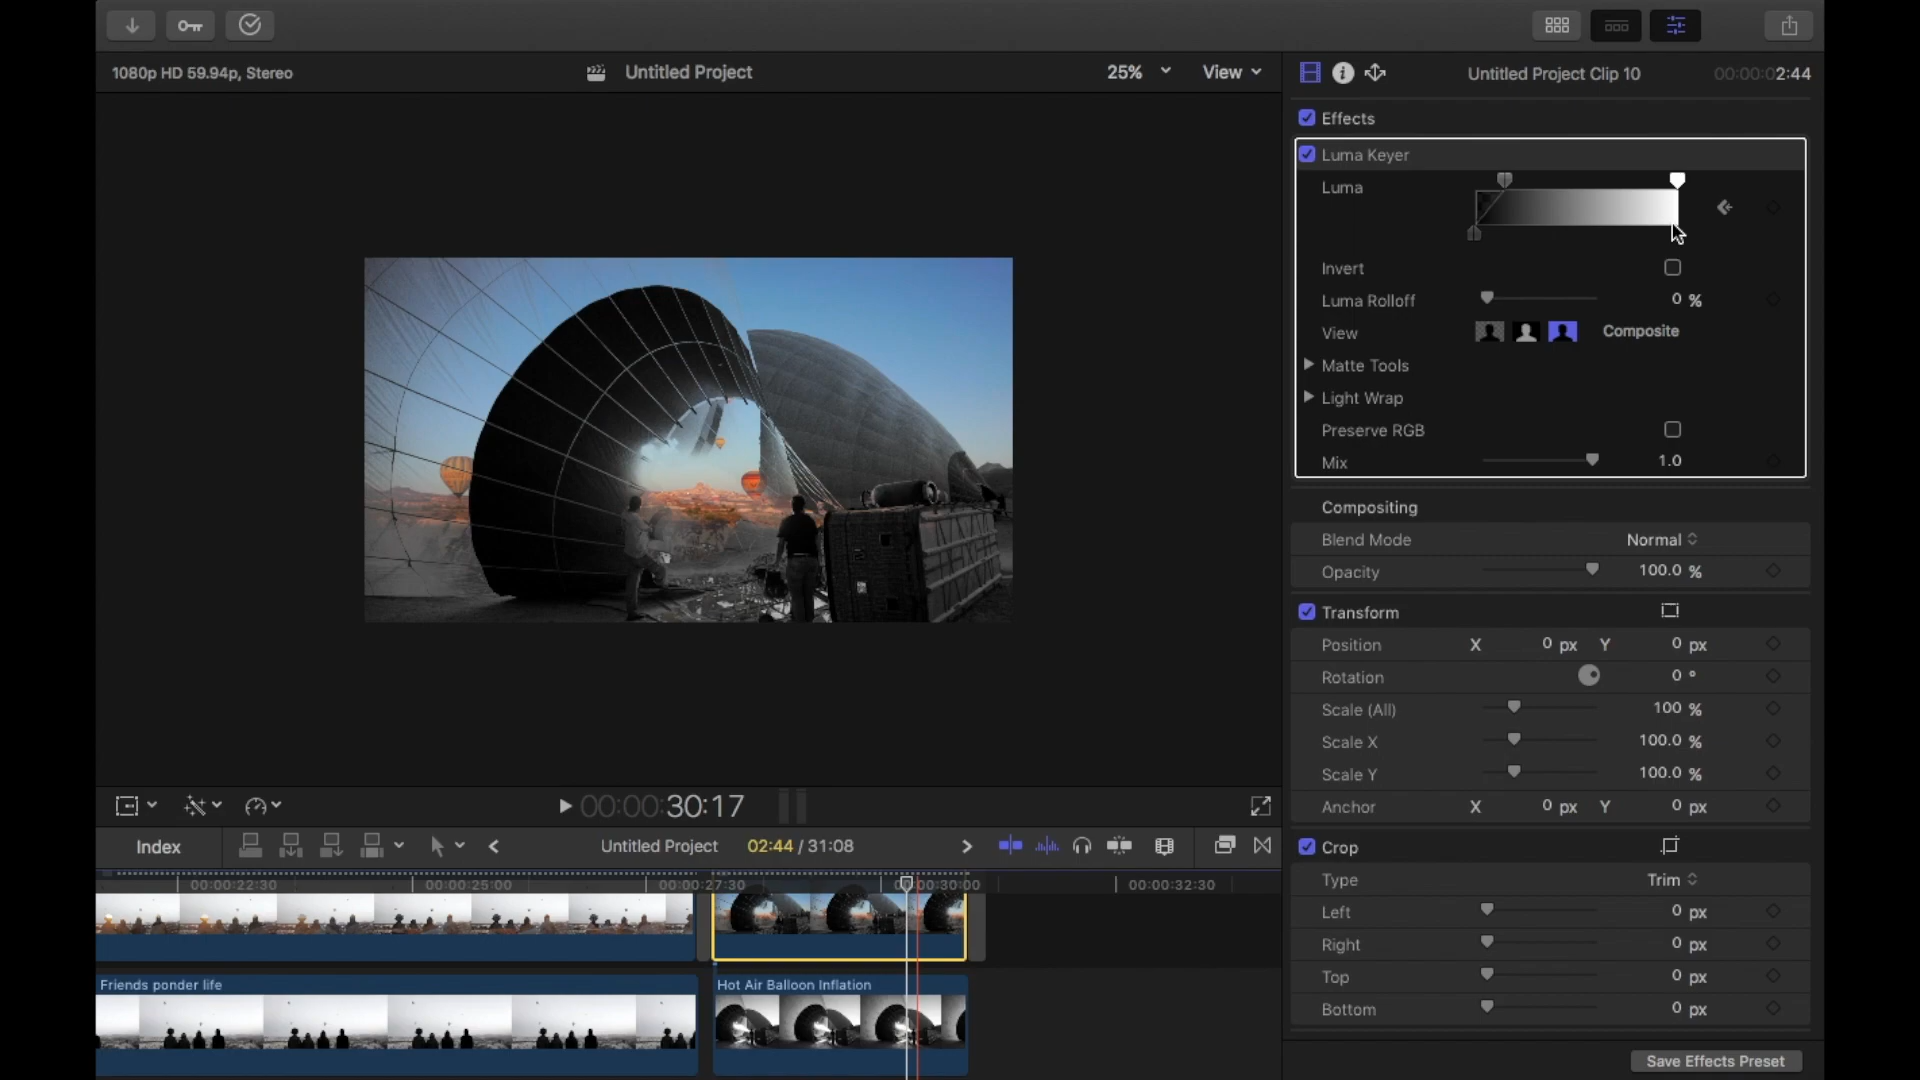 1080p HD 59.94p, Stereo
Untitled Project
25%
View
Untitled Project Clip 10
00:00:02:44
Effects
Luma Keyer
Luma
Invert
Luma Rolloff 0 %
View Composite
Matte Tools
Light Wrap
Preserve RGB
Mix 1.0
Compositing
Blend Mode Normal
Opacity 100.0 %
Transform
Position X 0 px Y 0 px
Rotation 0 °
Scale (All) 100 %
Scale X 100.0 %
Scale Y 100.0 %
Anchor X 0 px Y 0 px
Crop
Type Trim
Left 0 px
Right 0 px
Top 0 px
Bottom 0 px
Save Effects Preset
00:00:30:17
Index
Untitled Project
02:44 / 31:08
00:00:22:30
00:00:25:00
00:00:27:30
00:00:30:00
00:00:32:30
Friends ponder life
Hot Air Balloon Inflation